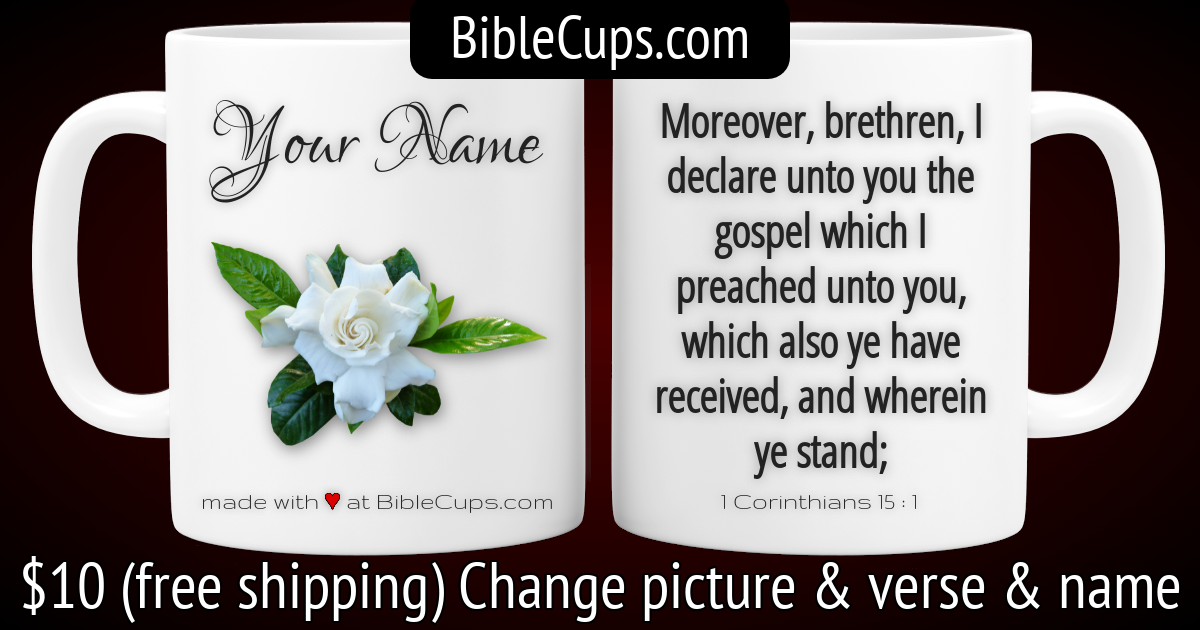 BibleCups.com
Your Name
made with ♥ at BibleCups.com
Moreover, brethren, I
declare unto you the
gospel which I
preached unto you,
which also ye have
received, and wherein
ye stand;
1 Corinthians 15 : 1
$10 (free shipping) Change picture & verse & name